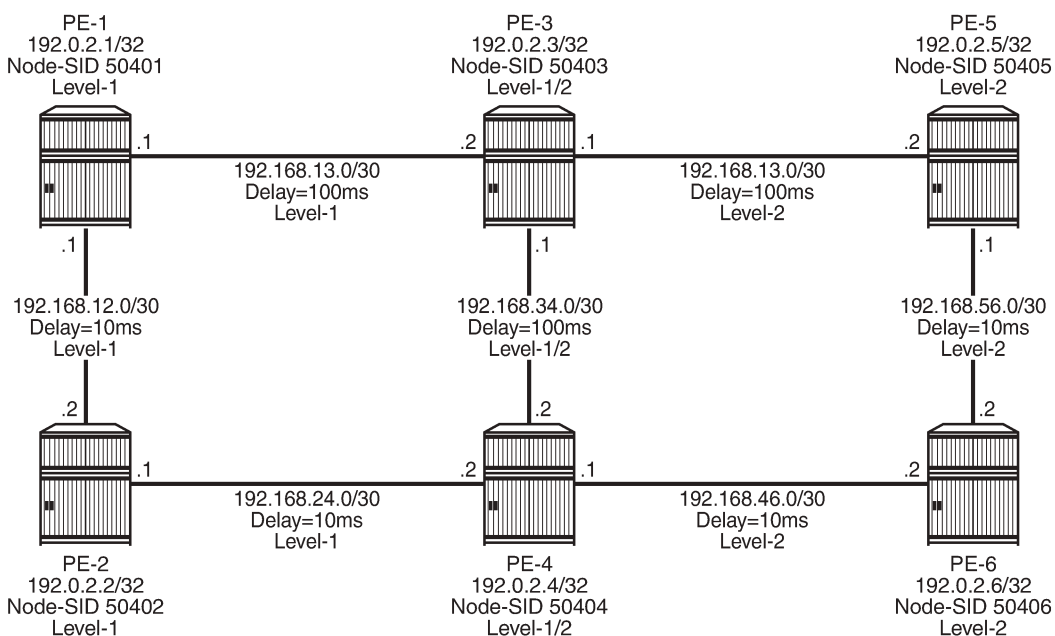 PE-1
192.0.2.1/32
Node-SID 50401
Level-1
PE-3
192.0.2.3/32
Node-SID 50403
Level-1/2
PE-5
192.0.2.5/32
Node-SID 50405
Level-2
.1
192.168.13.0/30
Delay=100ms
Level-1
.2
.1
192.168.13.0/30
Delay=100ms
Level-2
.2
.1
192.168.12.0/30
Delay=10ms
Level-1
.2
.1
192.168.34.0/30
Delay=100ms
Level-1/2
.2
.1
192.168.56.0/30
Delay=10ms
Level-2
.2
.1
192.168.24.0/30
Delay=10ms
Level-1
.2
.1
192.168.46.0/30
Delay=10ms
Level-2
.2
PE-2
192.0.2.2/32
Node-SID 50402
Level-1
PE-4
192.0.2.4/32
Node-SID 50404
Level-1/2
PE-6
192.0.2.6/32
Node-SID 50406
Level-2